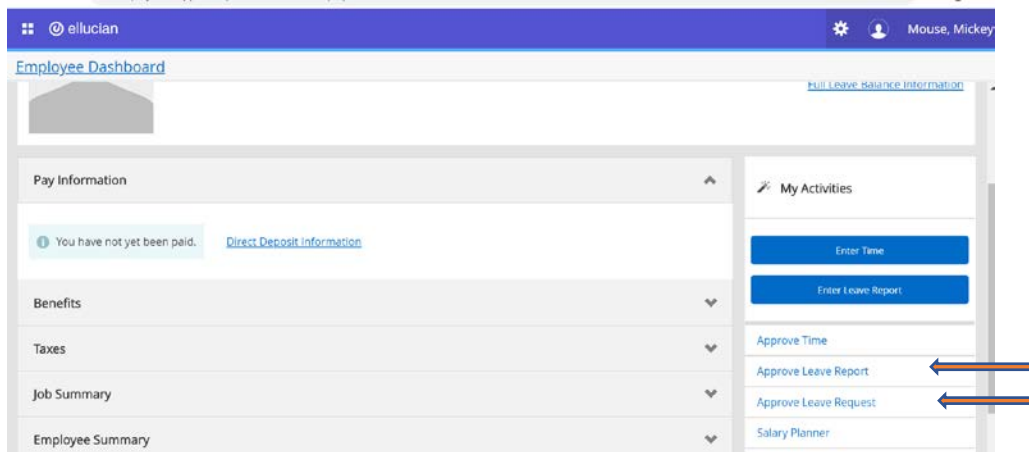 ellucian
Mouse, Mickey
Employee Dashboard
Full Leave Balance Information
Pay Information
My Activities
You have not yet been paid.
Direct Deposit Information
Enter Time
Enter Leave Report
Benefits
Taxes
Approve Time
Approve Leave Report
Job Summary
Approve Leave Request
Employee Summary
Salary Planner